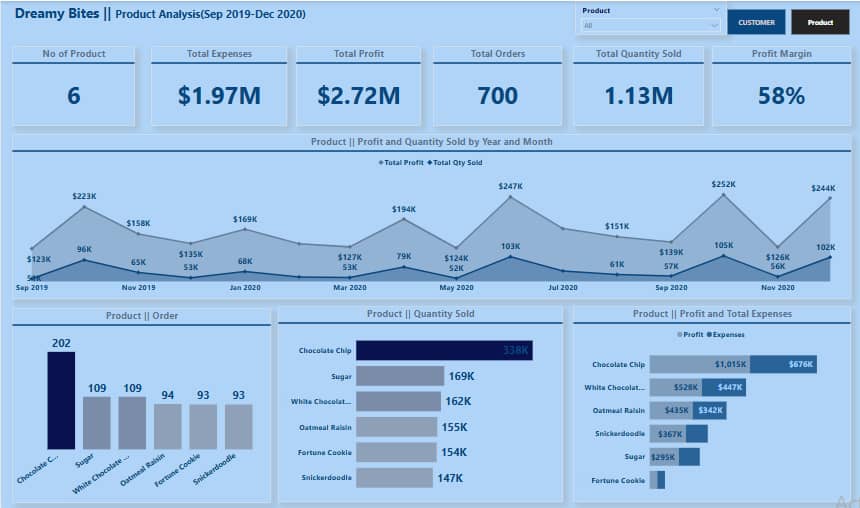 Dreamy Bites || Product Analysis(Sep 2019-Dec 2020)
Product
All
CUSTOMER
Product
No of Product
6
Total Expenses
$1.97M
Total Profit
$2.72M
Total Orders
700
Total Quantity Sold
1.13M
Profit Margin
58%
Product || Profit and Quantity Sold by Year and Month
Total Profit Total Qty Sold
$123K
$223K
$158K
$135K
$169K
$127K
$194K
$124K
$247K
$151K
$139K
$252K
$126K
$244K
96K
65K
53K
68K
53K
79K
52K
103K
61K
57K
105K
56K
102K
Sep 2019
Nov 2019
Jan 2020
Mar 2020
May 2020
Jul 2020
Sep 2020
Nov 2020
Product || Order
202
109
109
94
93
93
Chocolate C...
Sugar
White Chocolate ...
Oatmeal Raisin
Fortune Cookie
Snickerdoodle
Product || Quantity Sold
Chocolate Chip 338K
Sugar 169K
White Chocolat... 162K
Oatmeal Raisin 155K
Fortune Cookie 154K
Snickerdoodle 147K
Product || Profit and Total Expenses
Profit Expenses
Chocolate Chip $1,015K $676K
White Chocolat... $528K $447K
Oatmeal Raisin $435K $342K
Snickerdoodle $367K
Sugar $295K
Fortune Cookie